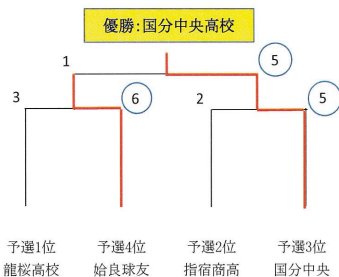 優勝:国分中央高校
1 5
3 6 2 5
予選1位 予選4位 予選2位 予選3位
龍桜高校 姶良球友 指宿商高 国分中央